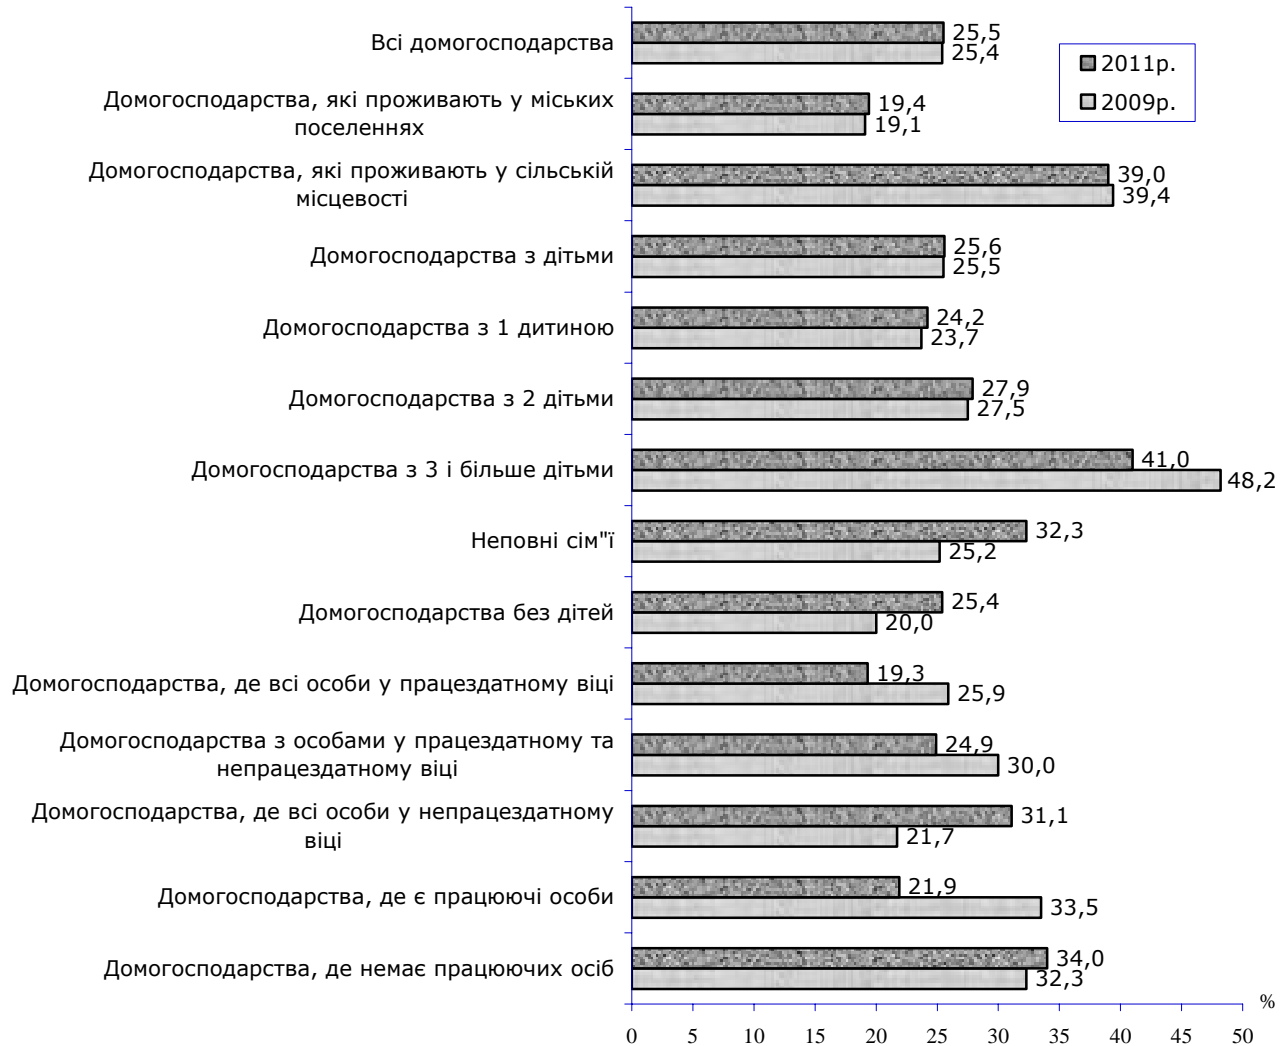 Всі домогосподарства
25,5
25,4
2011р.
2009р.
Домогосподарства, які проживають у міських
поселеннях
19,4
19,1
Домогосподарства, які проживають у сільській
місцевості
39,0
39,4
Домогосподарства з дітьми
25,6
25,5
Домогосподарства з 1 дитиною
24,2
23,7
Домогосподарства з 2 дітьми
27,9
27,5
Домогосподарства з 3 і більше дітьми
41,0
48,2
Неповні сім"ї
32,3
25,2
Домогосподарства без дітей
25,4
20,0
Домогосподарства, де всі особи у працездатному віці
19,3
25,9
Домогосподарства з особами у працездатному та
непрацездатному віці
24,9
30,0
Домогосподарства, де всі особи у непрацездатному
віці
31,1
21,7
Домогосподарства, де є працюючі особи
21,9
33,5
Домогосподарства, де немає працюючих осіб
34,0
32,3
%
0 5 10 15 20 25 30 35 40 45 50